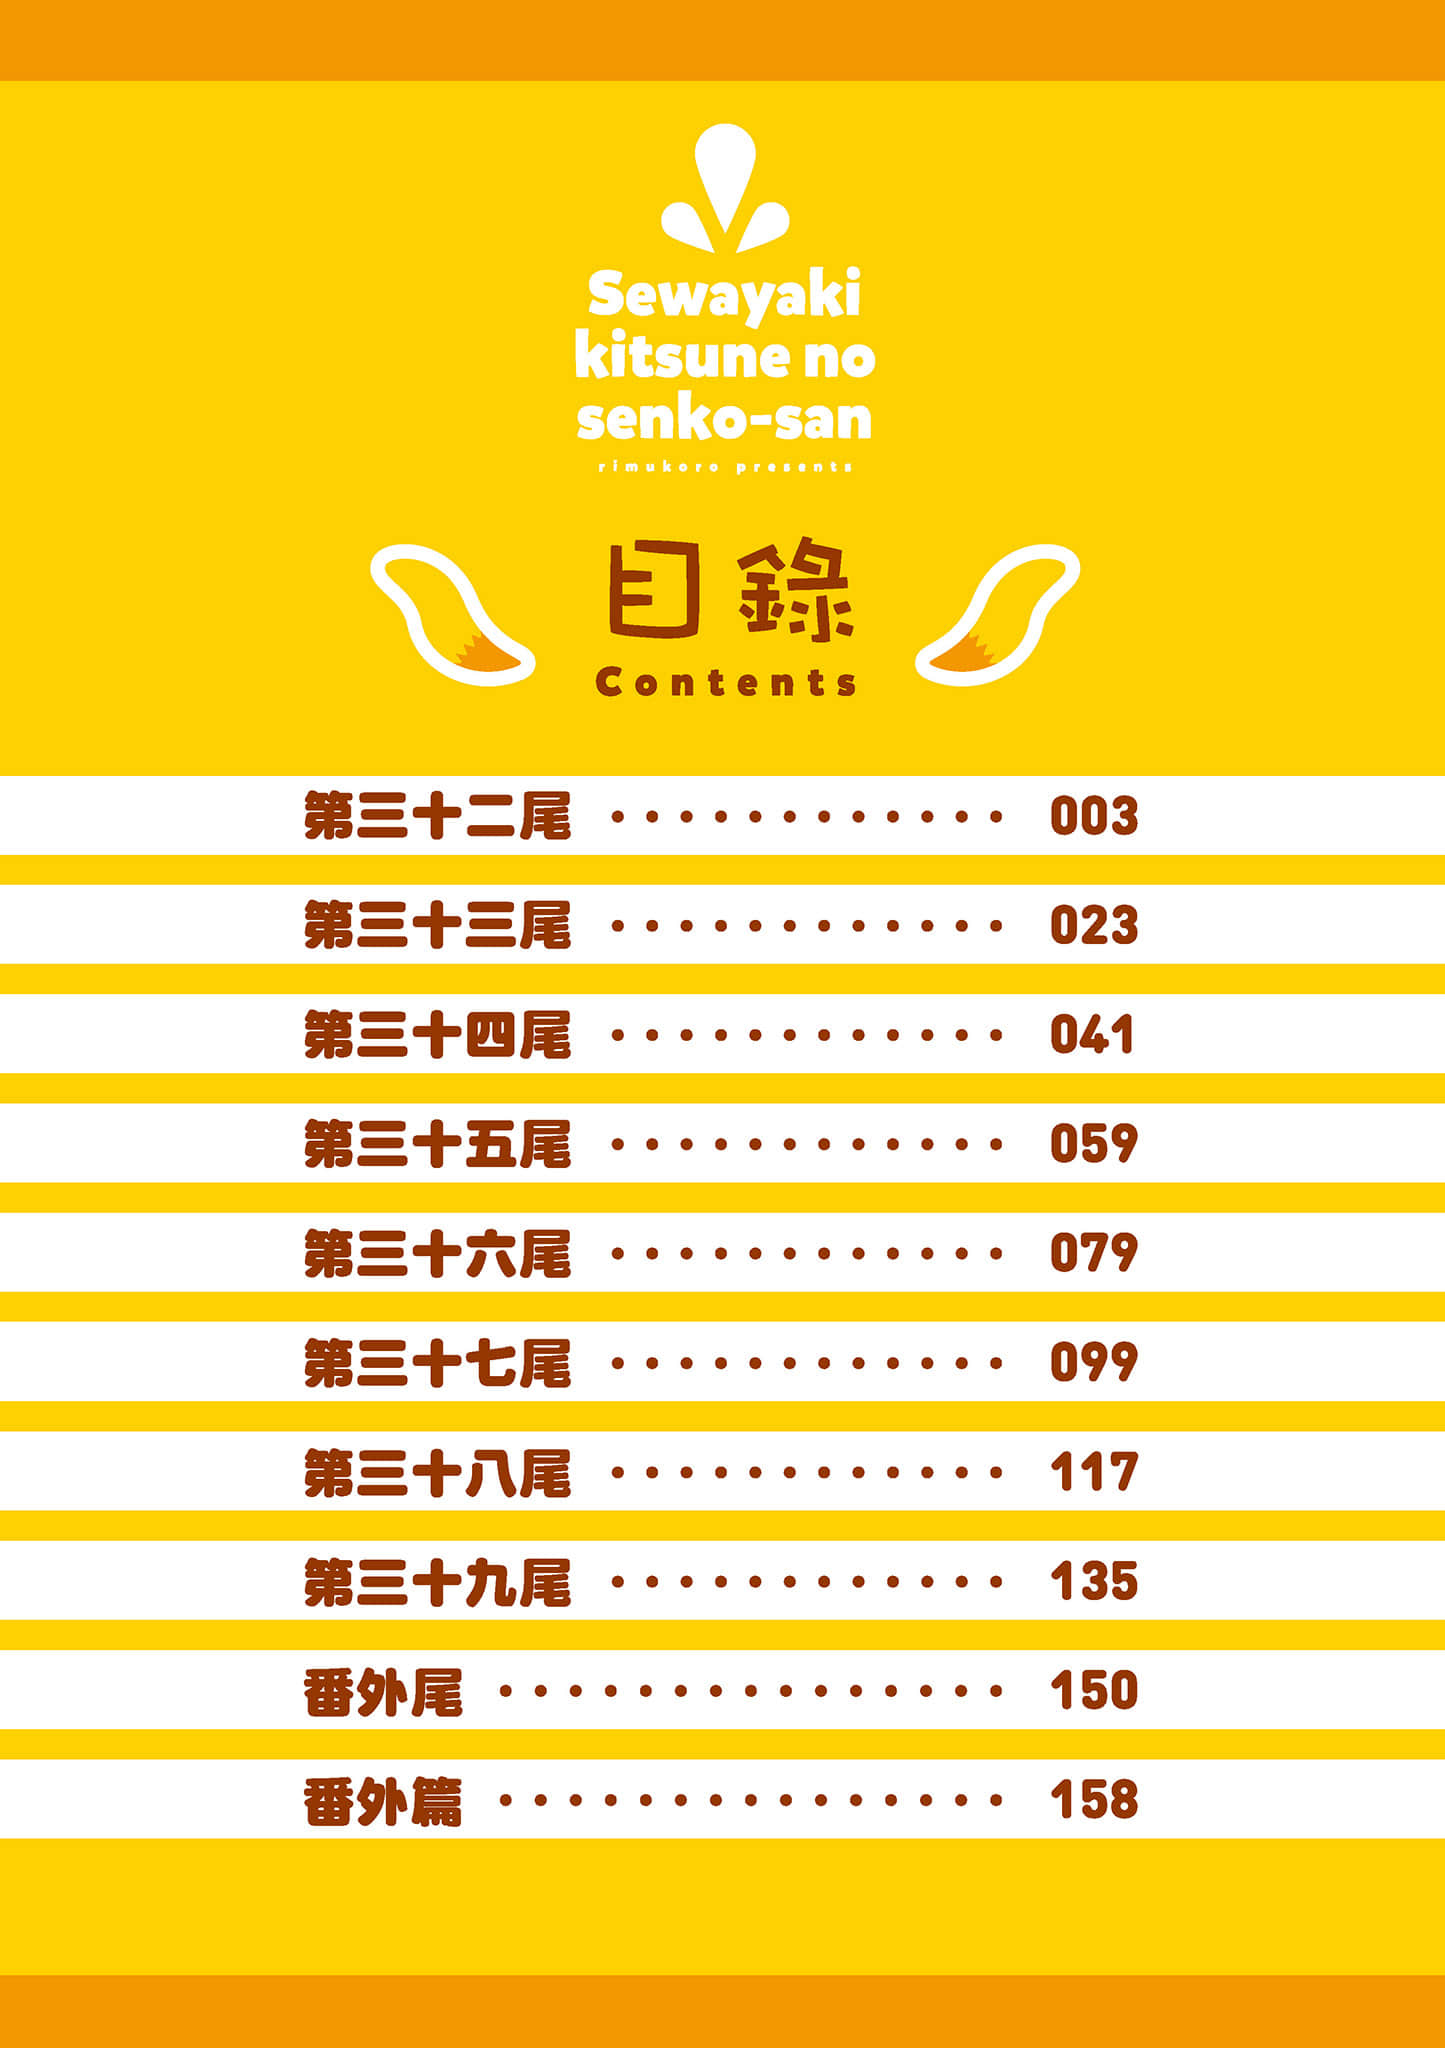 Sewayaki
kitsune no
senko-san
rimukoro presents
目錄
Contents
第三十二尾 ············ 003
第三十三尾 ············ 023
第三十四尾 ············ 041
第三十五尾 ············ 059
第三十六尾 ············ 079
第三十七尾 ············ 099
第三十八尾 ············ 117
第三十九尾 ············ 135
番外尾 ··············· 150
番外篇 ··············· 158